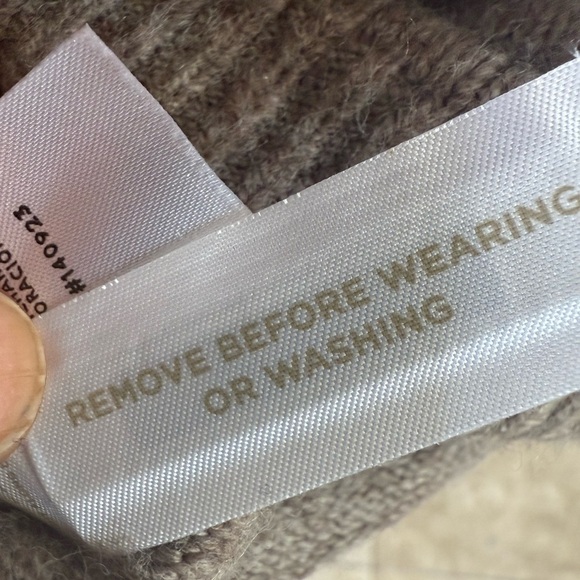 REMOVE BEFORE WEARING
OR WASHING
#140923